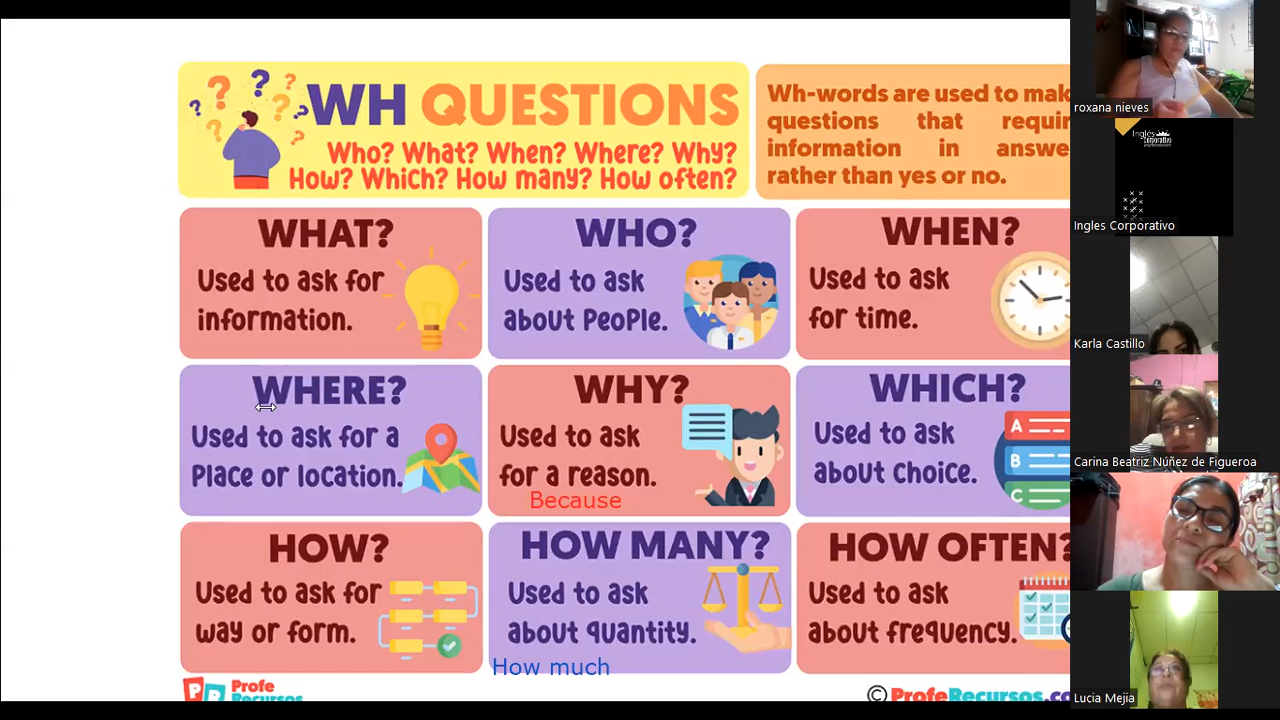 WH QUESTIONS
Who? What? When? Where? Why?
How? Which? How many? How often?
Wh-words are used to mak
questions that requir
information in answe
rather than yes or no.
WHAT?
Used to ask for
information.
WHO?
Used to ask
about People.
WHEN?
Used to ask
for time.
WHERE?
Used to ask for a
Place or location.
WHY?
Used to ask
for a reason.
Because
WHICH?
Used to ask
about choice.
A
B
C
HOW?
Used to ask for
way or form.
HOW MANY?
Used to ask
about quantity.
How much
HOW OFTEN?
Used to ask
about frequency.
PR Profe
Recursos
© ProfeRecursos.co
roxana nieves
Inglés
Corporativo
Ingles Corporativo
Karla Castillo
Carina Beatriz Núñez de Figueroa
Lucia Mejia